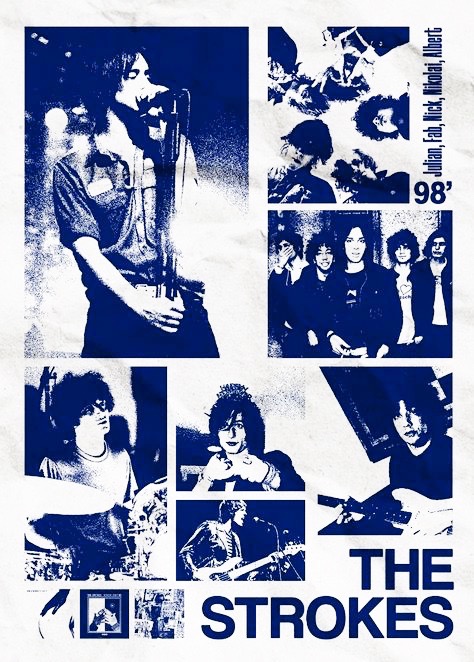 Julian, Fab, Nick, Nikolai, Albert
98’
THE
STROKES